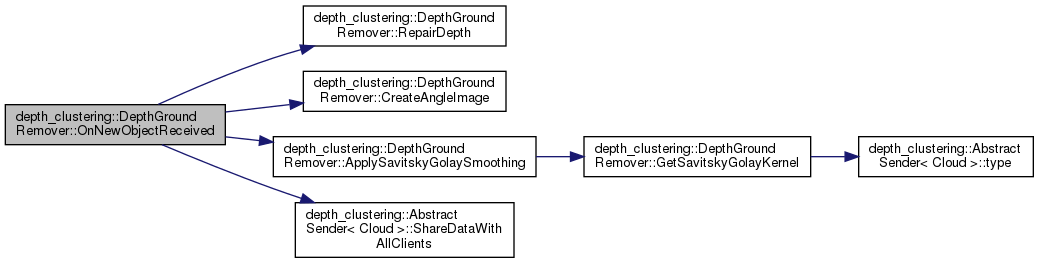 depth_clustering::DepthGround
Remover::OnNewObjectReceived
depth_clustering::DepthGround
Remover::RepairDepth
depth_clustering::DepthGround
Remover::CreateAngleImage
depth_clustering::DepthGround
Remover::ApplySavitskyGolaySmoothing
depth_clustering::DepthGround
Remover::GetSavitskyGolayKernel
depth_clustering::Abstract
Sender< Cloud >::type
depth_clustering::Abstract
Sender< Cloud >::ShareDataWith
AllClients